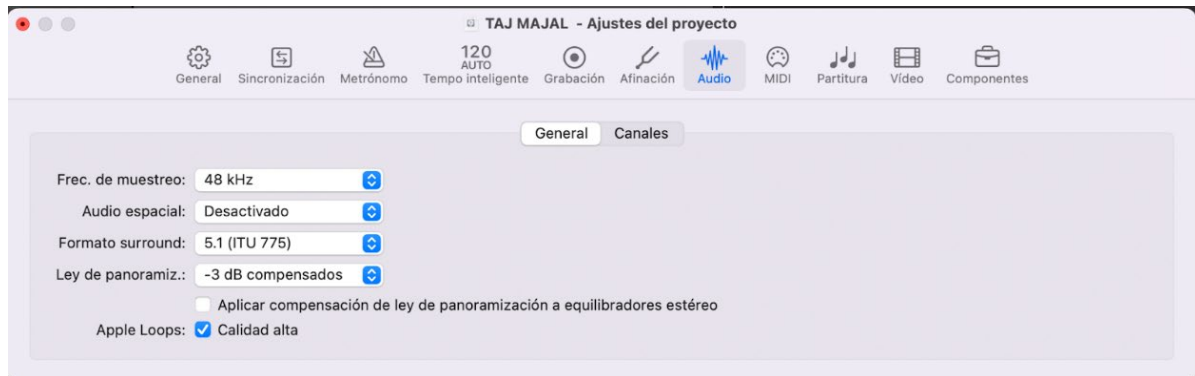 TAJ MAJAL - Ajustes del proyecto
120
AUTO
General Sincronización Metrónomo Tempo inteligente Grabación Afinación Audio MIDI Partitura Vídeo Componentes
General Canales
Frec. de muestreo: 48 kHz
Audio espacial: Desactivado
Formato surround: 5.1 (ITU 775)
Ley de panoramiz.: -3 dB compensados
Aplicar compensación de ley de panoramización a equilibradores estéreo
Apple Loops: Calidad alta